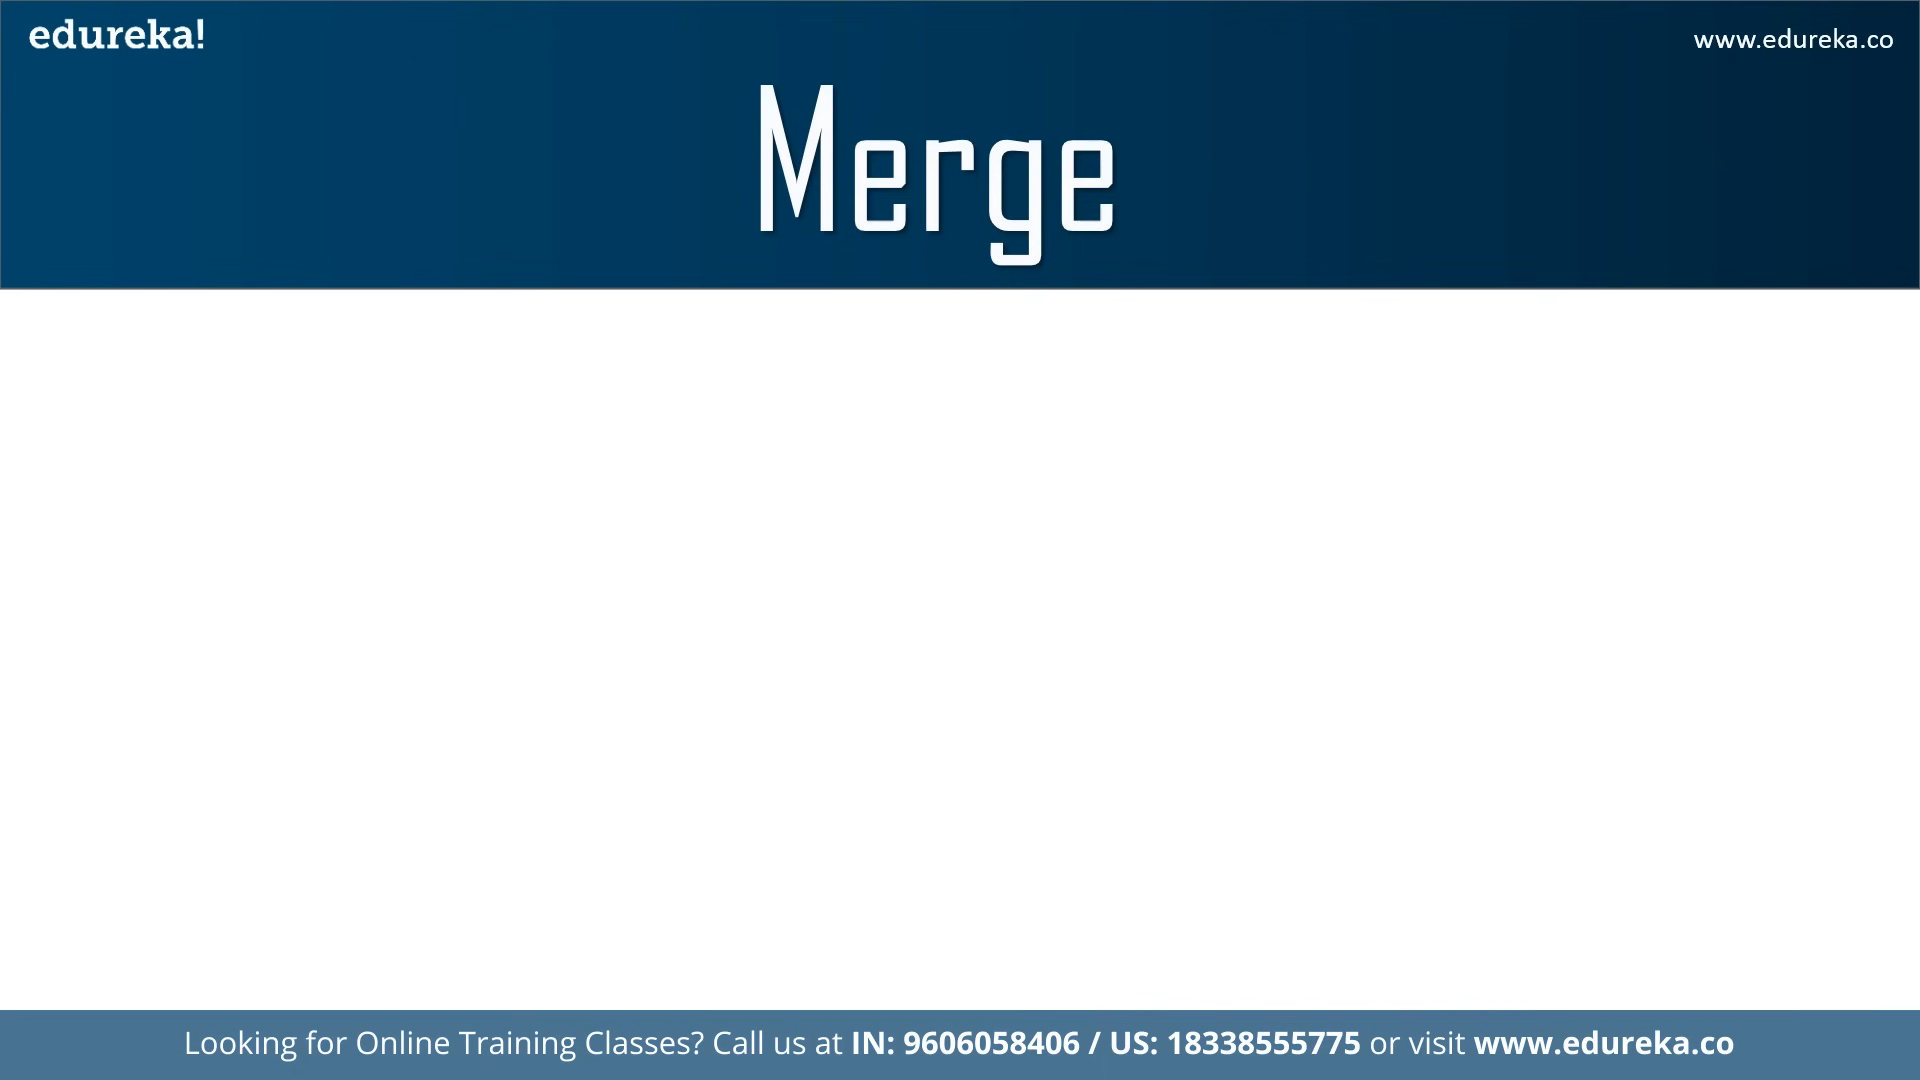 edureka!
www.edureka.co
Merge
Looking for Online Training Classes? Call us at IN: 9606058406 / US: 18338555775 or visit www.edureka.co